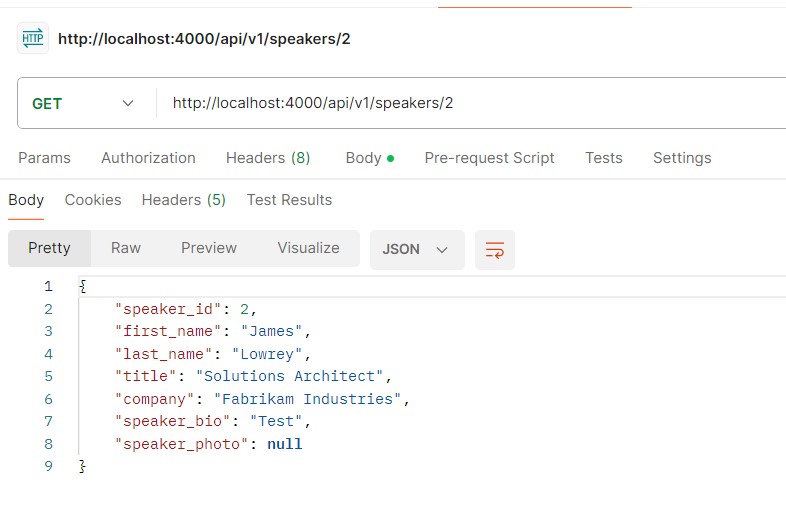 HTTP http://localhost:4000/api/v1/speakers/2
GET http://localhost:4000/api/v1/speakers/2
Params Authorization Headers (8) Body Pre-request Script Tests Settings
Body Cookies Headers (5) Test Results
Pretty Raw Preview Visualize JSON
1 {
2 "speaker_id": 2,
3 "first_name": "James",
4 "last_name": "Lowrey",
5 "title": "Solutions Architect",
6 "company": "Fabrikam Industries",
7 "speaker_bio": "Test",
8 "speaker_photo": null
9 }